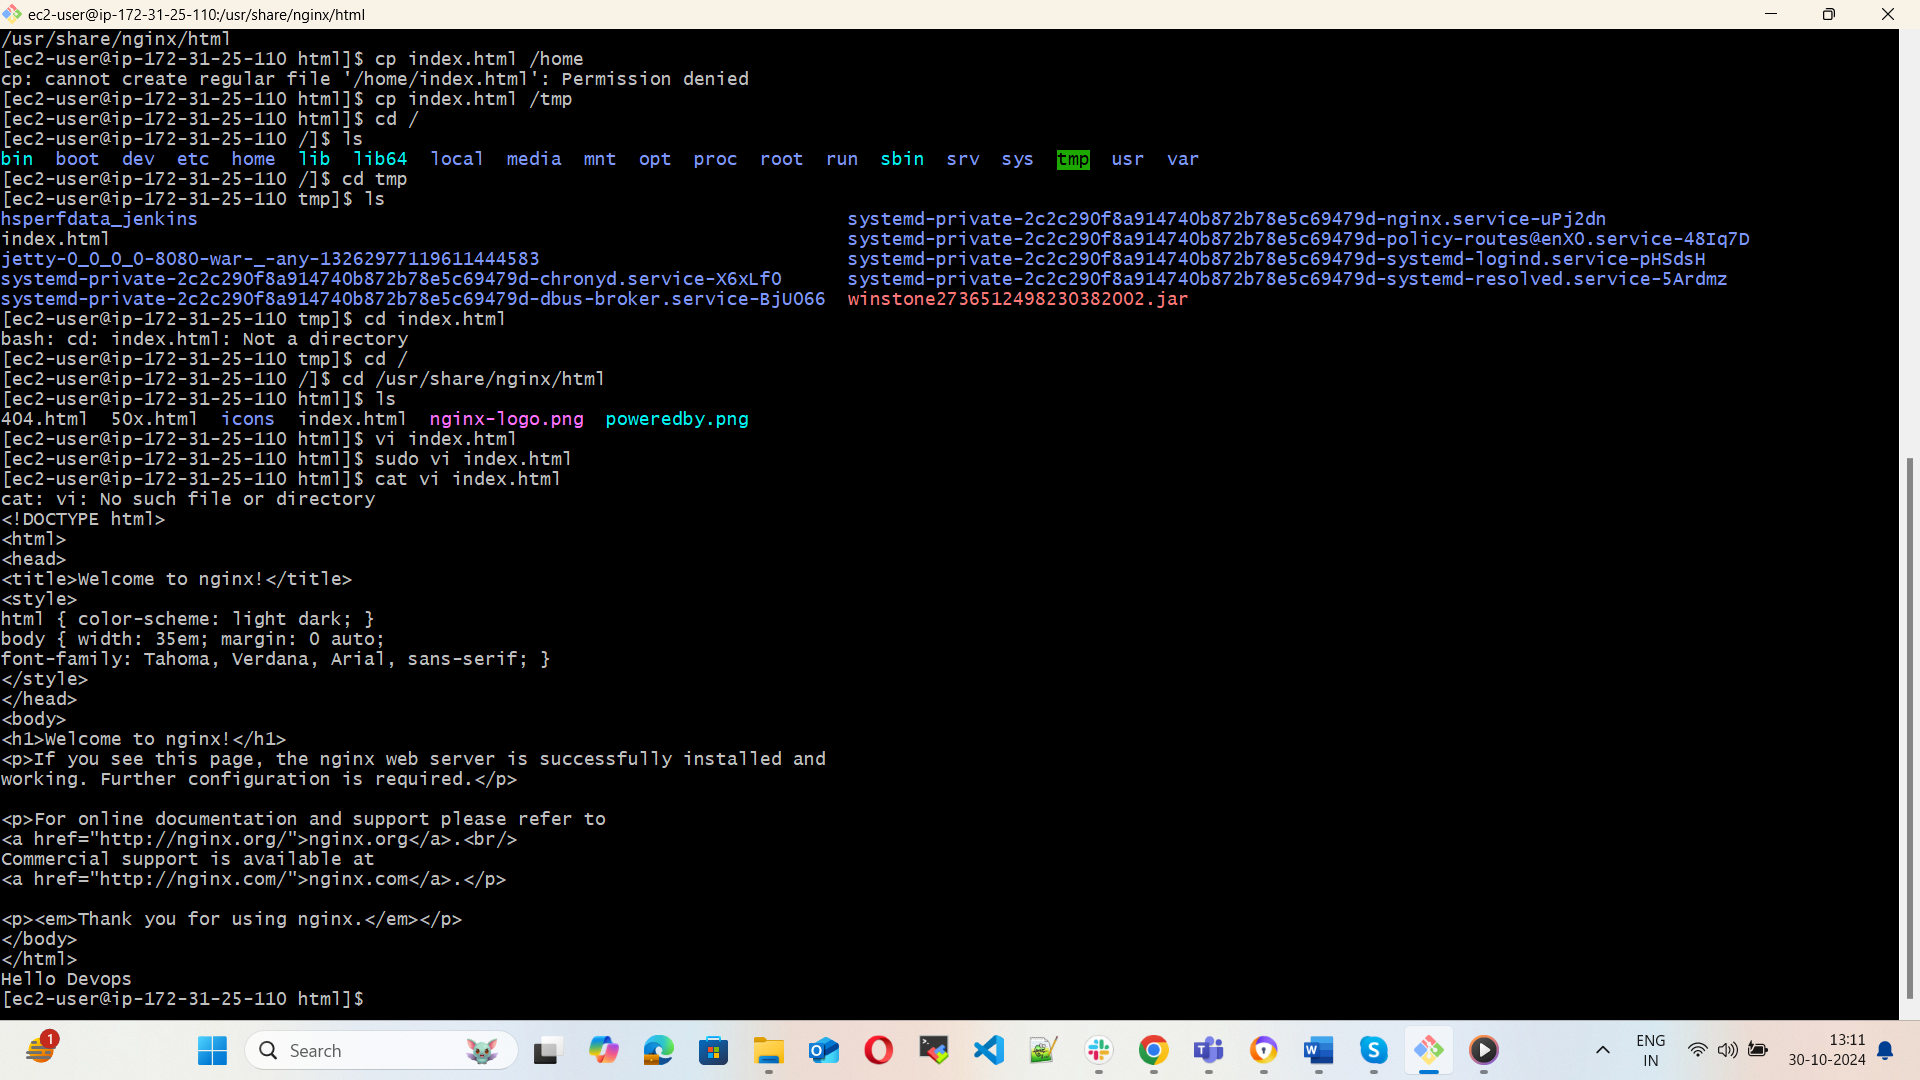 ec2-user@ip-172-31-25-110:/usr/share/nginx/html
/usr/share/nginx/html
[ec2-user@ip-172-31-25-110 html]$ cp index.html /home
cp: cannot create regular file '/home/index.html': Permission denied
[ec2-user@ip-172-31-25-110 html]$ cp index.html /tmp
[ec2-user@ip-172-31-25-110 html]$ cd /
[ec2-user@ip-172-31-25-110 /]$ ls
bin  boot  dev  etc  home  lib  lib64  local  media  mnt  opt  proc  root  run  sbin  srv  sys  tmp  usr  var
[ec2-user@ip-172-31-25-110 /]$ cd tmp
[ec2-user@ip-172-31-25-110 tmp]$ ls
hsperfdata_jenkins  systemd-private-2c2c290f8a914740b872b78e5c69479d-nginx.service-uPj2dn
index.html  systemd-private-2c2c290f8a914740b872b78e5c69479d-policy-routes@enX0.service-48Iq7D
jetty-0_0_0_0-8080-war-_-any-13262977119611444583  systemd-private-2c2c290f8a914740b872b78e5c69479d-systemd-logind.service-pHSdsH
systemd-private-2c2c290f8a914740b872b78e5c69479d-chronyd.service-X6xLf0  systemd-private-2c2c290f8a914740b872b78e5c69479d-systemd-resolved.service-5Ardmz
systemd-private-2c2c290f8a914740b872b78e5c69479d-dbus-broker.service-BjU066  winstone2736512498230382002.jar
[ec2-user@ip-172-31-25-110 tmp]$ cd index.html
bash: cd: index.html: Not a directory
[ec2-user@ip-172-31-25-110 tmp]$ cd /
[ec2-user@ip-172-31-25-110 /]$ cd /usr/share/nginx/html
[ec2-user@ip-172-31-25-110 html]$ ls
404.html  50x.html  icons  index.html  nginx-logo.png  poweredby.png
[ec2-user@ip-172-31-25-110 html]$ vi index.html
[ec2-user@ip-172-31-25-110 html]$ sudo vi index.html
[ec2-user@ip-172-31-25-110 html]$ cat vi index.html
cat: vi: No such file or directory
<!DOCTYPE html>
<html>
<head>
<title>Welcome to nginx!</title>
<style>
html { color-scheme: light dark; }
body { width: 35em; margin: 0 auto;
font-family: Tahoma, Verdana, Arial, sans-serif; }
</style>
</head>
<body>
<h1>Welcome to nginx!</h1>
<p>If you see this page, the nginx web server is successfully installed and
working. Further configuration is required.</p>
<p>For online documentation and support please refer to
<a href="http://nginx.org/">nginx.org</a>.<br/>
Commercial support is available at
<a href="http://nginx.com/">nginx.com</a>.</p>
<p><em>Thank you for using nginx.</em></p>
</body>
</html>
Hello Devops
[ec2-user@ip-172-31-25-110 html]$
1
Search
ENG
IN
13:11
30-10-2024